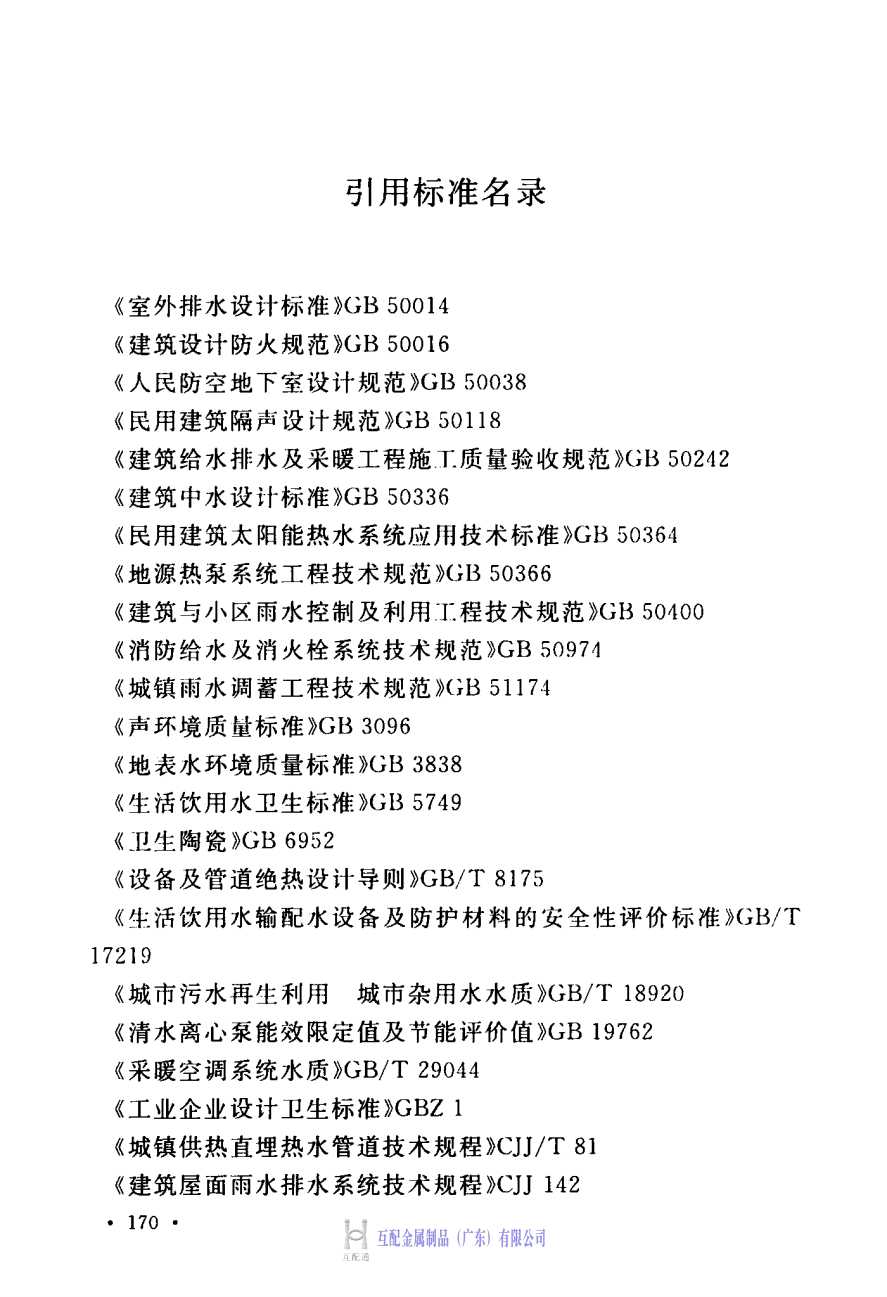 引用标准名录
《室外排水设计标准》GB 50014
《建筑设计防火规范》GB 50016
《人民防空地下室设计规范》GB 50038
《民用建筑隔声设计规范》GB 50118
《建筑给水排水及采暖工程施工质量验收规范》GB 50242
《建筑中水设计标准》GB 50336
《民用建筑太阳能热水系统应用技术标准》GB 50364
《地源热泵系统工程技术规范》GB 50366
《建筑与小区雨水控制及利用工程技术规范》GB 50400
《消防给水及消火栓系统技术规范》GB 50974
《城镇雨水调蓄工程技术规范》GB 51174
《声环境质量标准》GB 3096
《地表水环境质量标准》GB 3838
《生活饮用水卫生标准》GB 5749
《卫生陶瓷》GB 6952
《设备及管道绝热设计导则》GB/T 8175
《生活饮用水输配水设备及防护材料的安全性评价标准》GB/T
17219
《城市污水再生利用　城市杂用水水质》GB/T 18920
《清水离心泵能效限定值及节能评价值》GB 19762
《采暖空调系统水质》GB/T 29044
《工业企业设计卫生标准》GBZ 1
《城镇供热直埋热水管道技术规程》CJJ/T 81
《建筑屋面雨水排水系统技术规程》CJJ 142
· 170 ·
互配金属制品（广东）有限公司
互配通